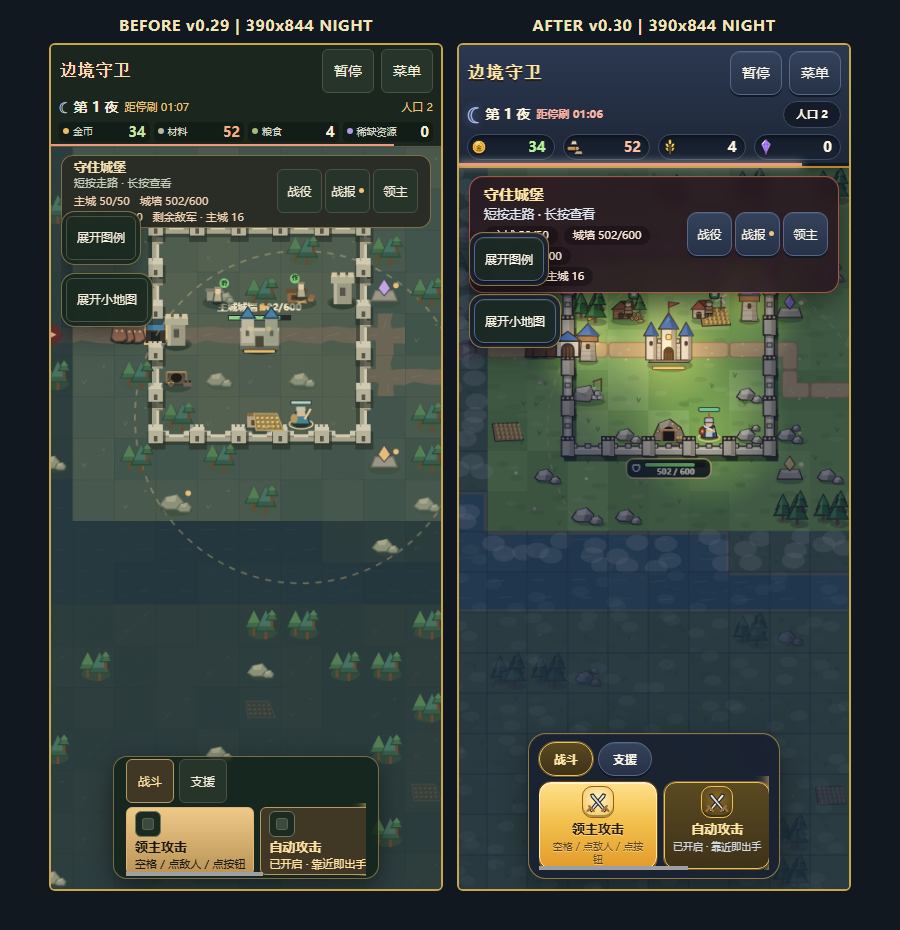 BEFORE v0.29 | 390x844 NIGHT
边境守卫
暂停
菜单
第 1 夜 距停刷 01:07
人口 2
金币 34 材料 52 粮食 4 稀缺资源 0
守住城堡
短按走路 · 长按查看
主城 50/50 城墙 502/600
0 剩余敌军 · 主城 16
战役
战报
领主
展开图例
展开小地图
战斗
支援
领主攻击
空格 / 点敌人 / 点按钮
自动攻击
已开启 · 靠近即出手
AFTER v0.30 | 390x844 NIGHT
边境守卫
暂停
菜单
第 1 夜 距停刷 01:06
人口 2
34 52 4 0
守住城堡
短按走路 · 长按查看
城墙 502/600
00
主城 16
战役
战报
领主
展开图例
展开小地图
502 / 600
战斗
支援
领主攻击
空格 / 点敌人 / 点按
钮
自动攻击
已开启 · 靠近即出手